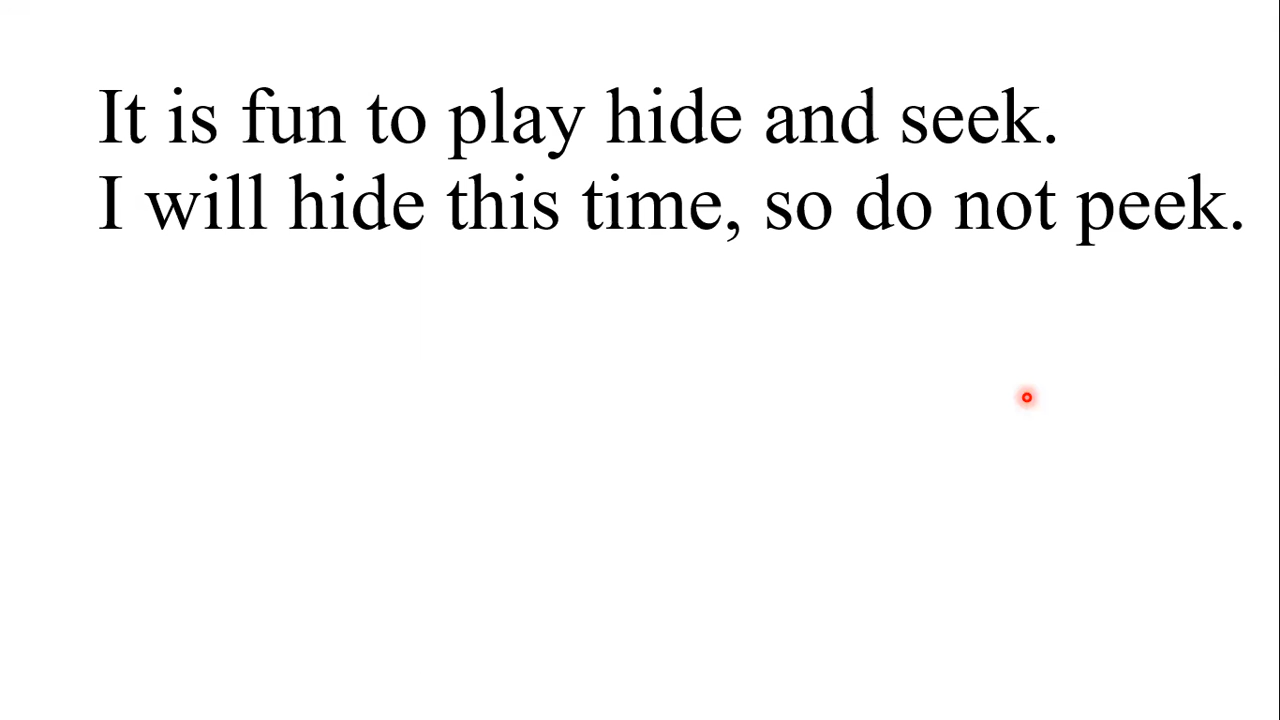 It is fun to play hide and seek.
I will hide this time, so do not peek.